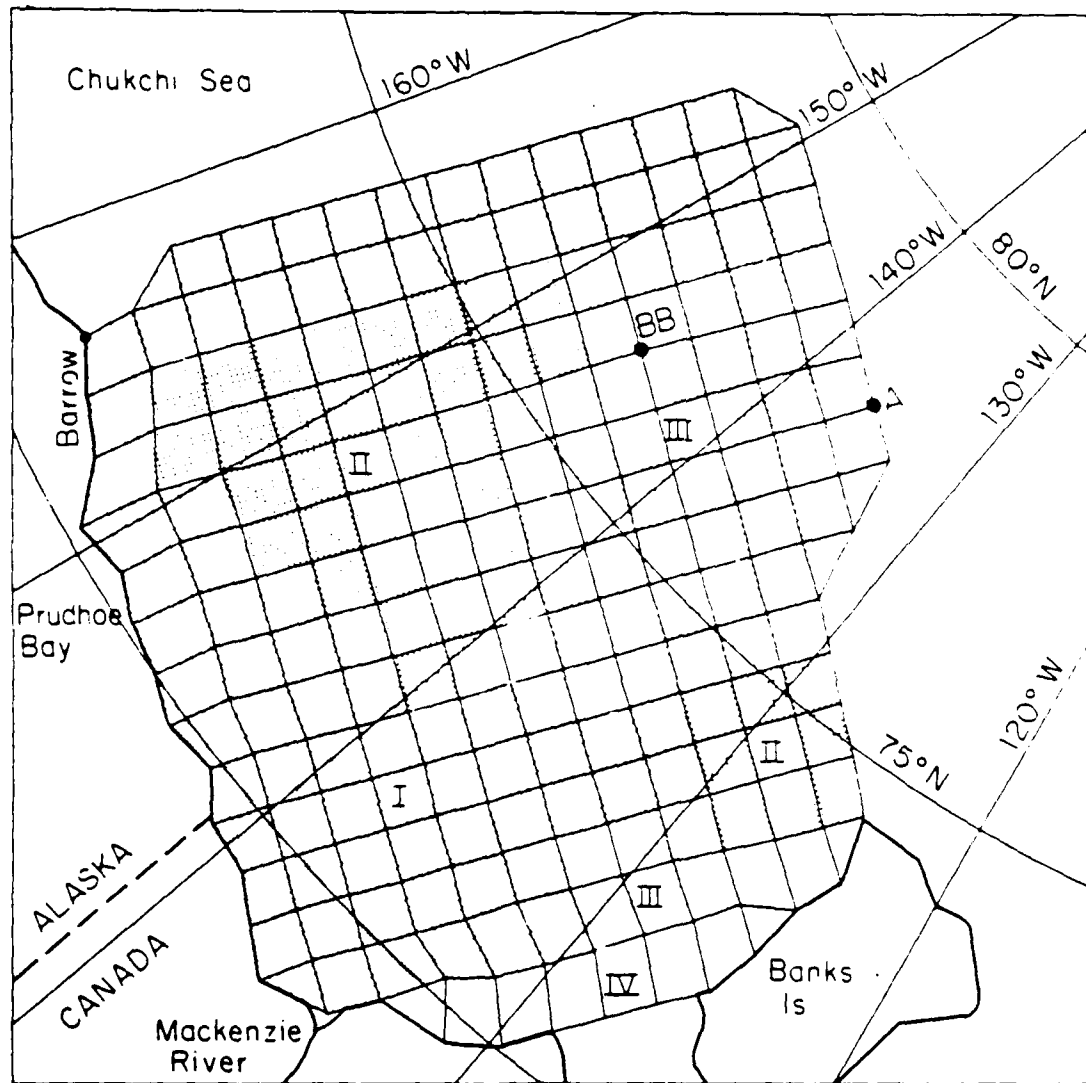 Chukchi Sea
160°W
150°W
140°W
80°N
130°W
BB
Barrow
III
II
Prudhoe
Bay
120°W
II
75°N
I
ALASKA
CANADA
III
IV
Banks
Is
Mackenzie
River